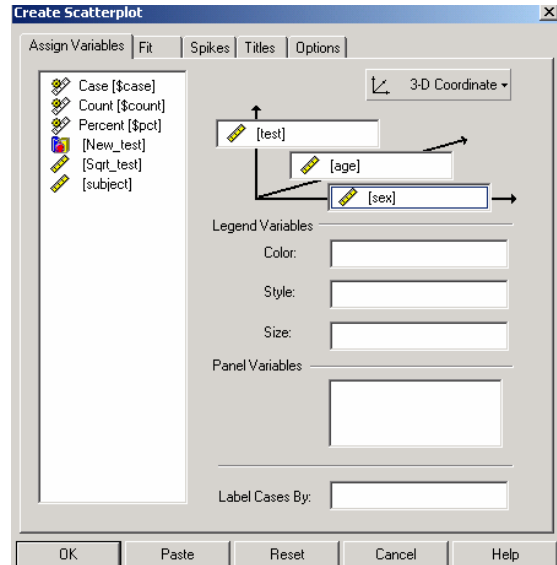 Create Scatterplot
Assign Variables Fit Spikes Titles Options
Case [$case]
Count [$count]
Percent [$pct]
[New_test]
[Sqrt_test]
[subject]
3-D Coordinate
[test]
[age]
[sex]
Legend Variables
Color:
Style:
Size:
Panel Variables
Label Cases By:
OK Paste Reset Cancel Help